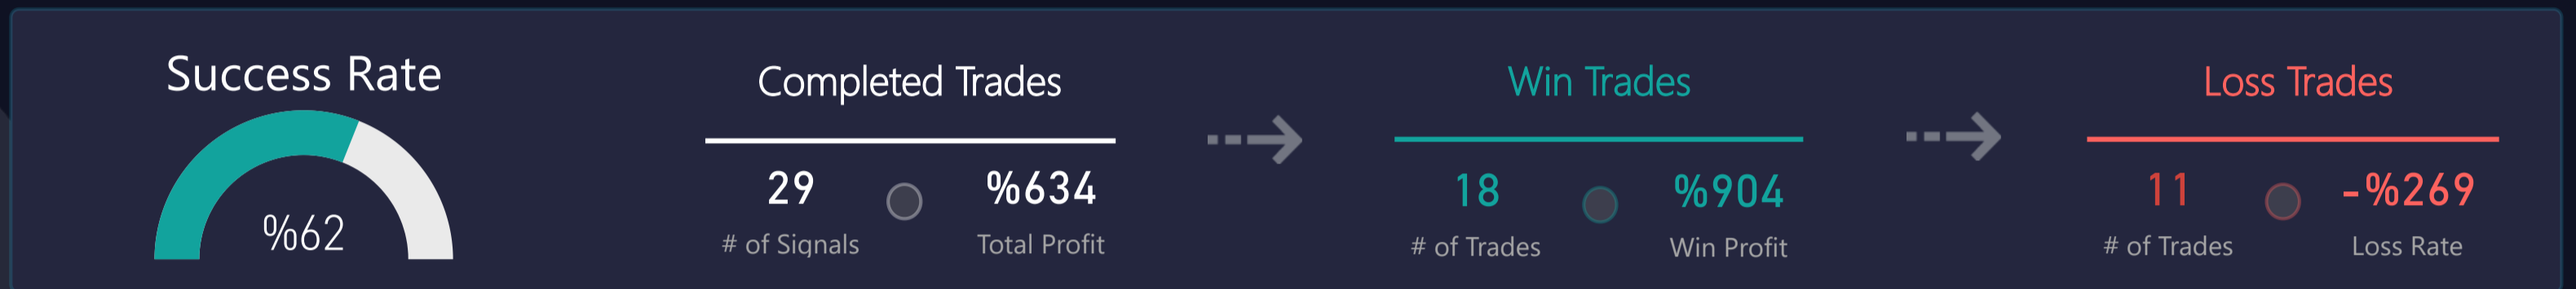 Success Rate
%62
Completed Trades
29
%634
# of Signals
Total Profit
Win Trades
18
%904
# of Trades
Win Profit
Loss Trades
11
-%269
# of Trades
Loss Rate